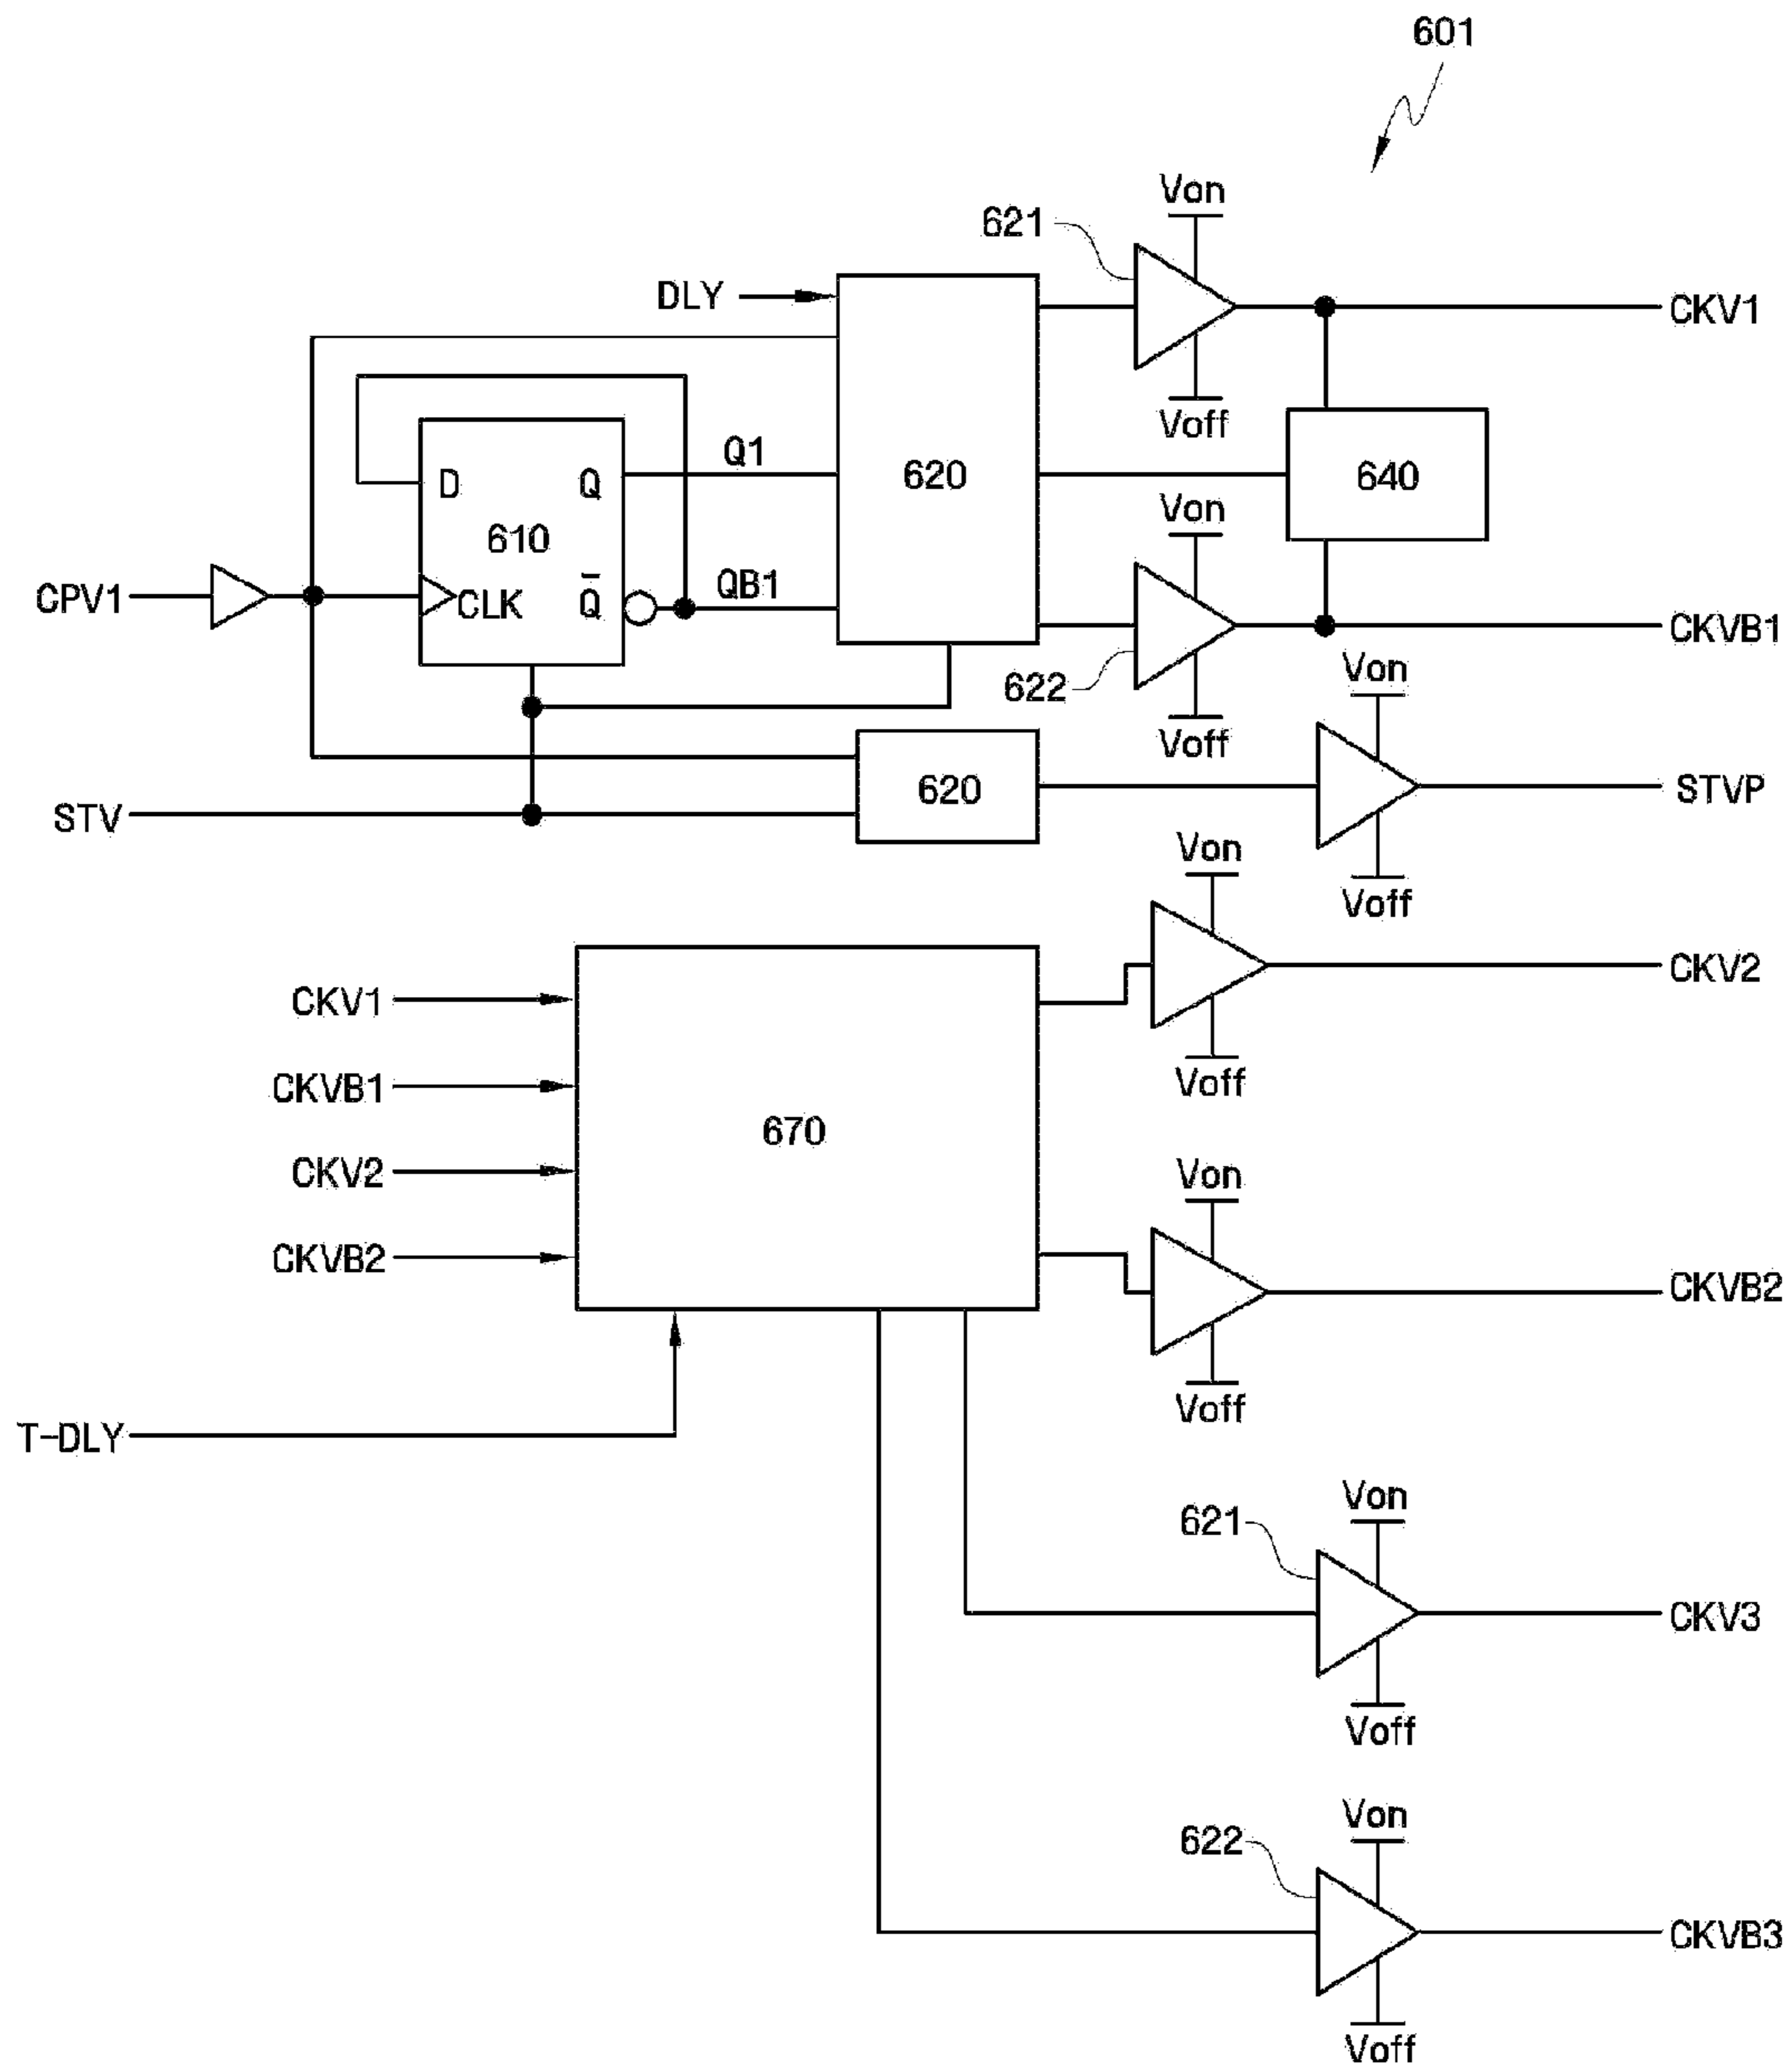 601
Von
621
DLY
CKV1
Voff
Q1
620
640
D
Q
610
Von
CPV1
CLK
Q̄
QB1
CKVB1
622
Von
Voff
620
STVP
STV
Von
Voff
CKV2
CKV1
Voff
CKVB1
670
CKV2
Von
CKVB2
CKVB2
Voff
T-DLY
Von
621
CKV3
Voff
Von
622
CKVB3
Voff